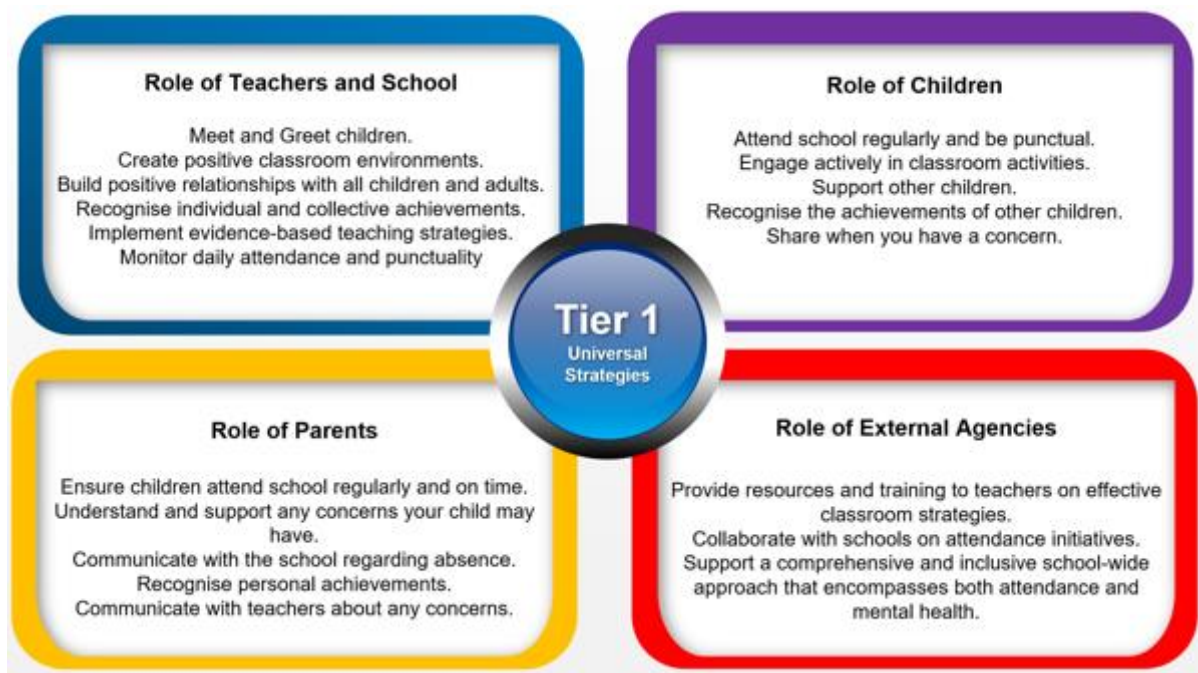 Role of Teachers and School
Meet and Greet children.
Create positive classroom environments.
Build positive relationships with all children and adults.
Recognise individual and collective achievements.
Implement evidence-based teaching strategies.
Monitor daily attendance and punctuality
Role of Children
Attend school regularly and be punctual.
Engage actively in classroom activities.
Support other children.
Recognise the achievements of other children.
Share when you have a concern.
Tier 1
Universal
Strategies
Role of Parents
Ensure children attend school regularly and on time.
Understand and support any concerns your child may
have.
Communicate with the school regarding absence.
Recognise personal achievements.
Communicate with teachers about any concerns.
Role of External Agencies
Provide resources and training to teachers on effective
classroom strategies.
Collaborate with schools on attendance initiatives.
Support a comprehensive and inclusive school-wide
approach that encompasses both attendance and
mental health.